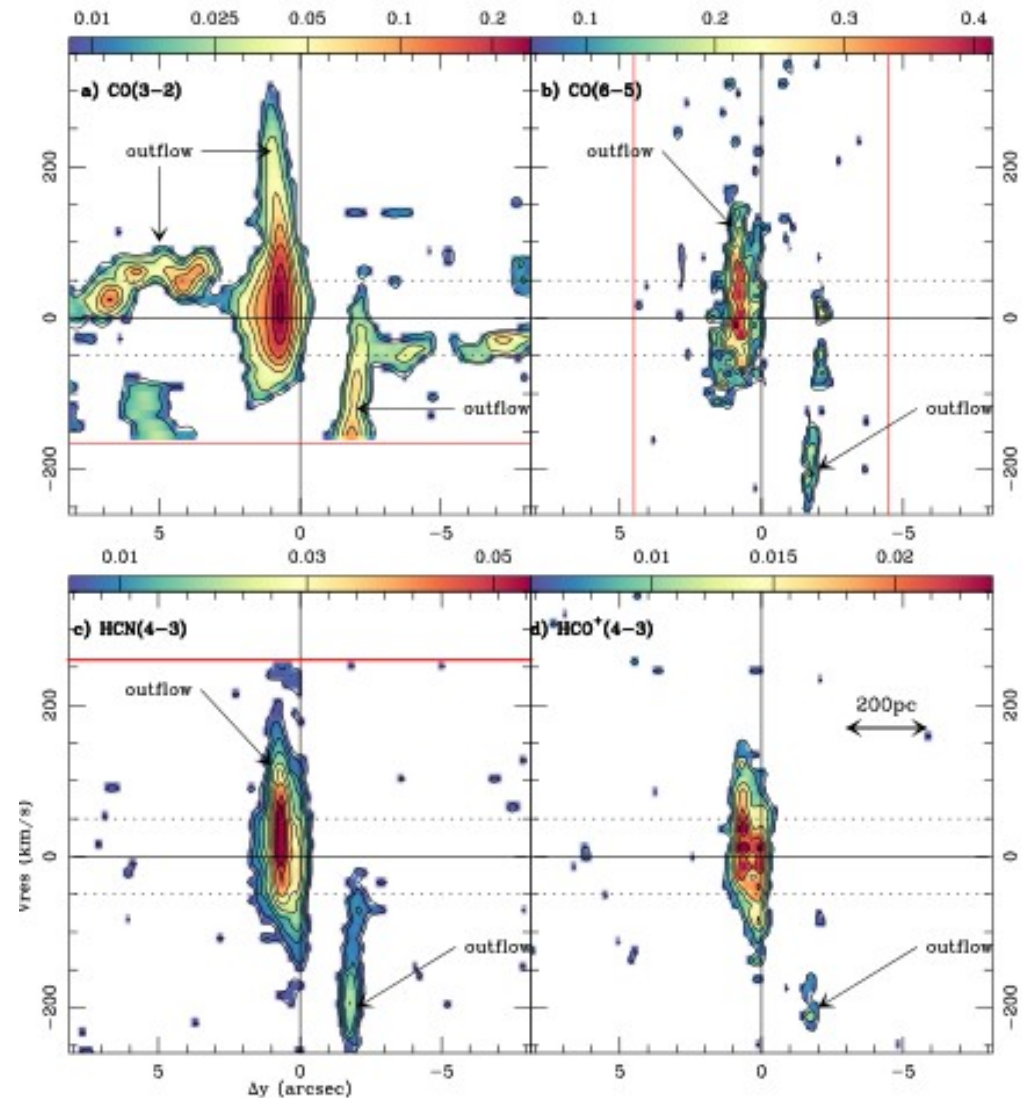 0.01 0.025 0.05 0.1 0.2
0.1 0.2 0.3 0.4
a) CO(3−2)
outflow
outflow
200
0
−200
5 0 −5
b) CO(6−5)
outflow
outflow
200
0
−200
5 0 −5
0.01 0.03 0.05
0.01 0.015 0.02
c) HCN(4−3)
outflow
outflow
200
0
−200
vres (km/s)
5 0 −5
Δy (arcsec)
d) HCO⁺(4−3)
200pc
outflow
200
0
−200
5 0 −5